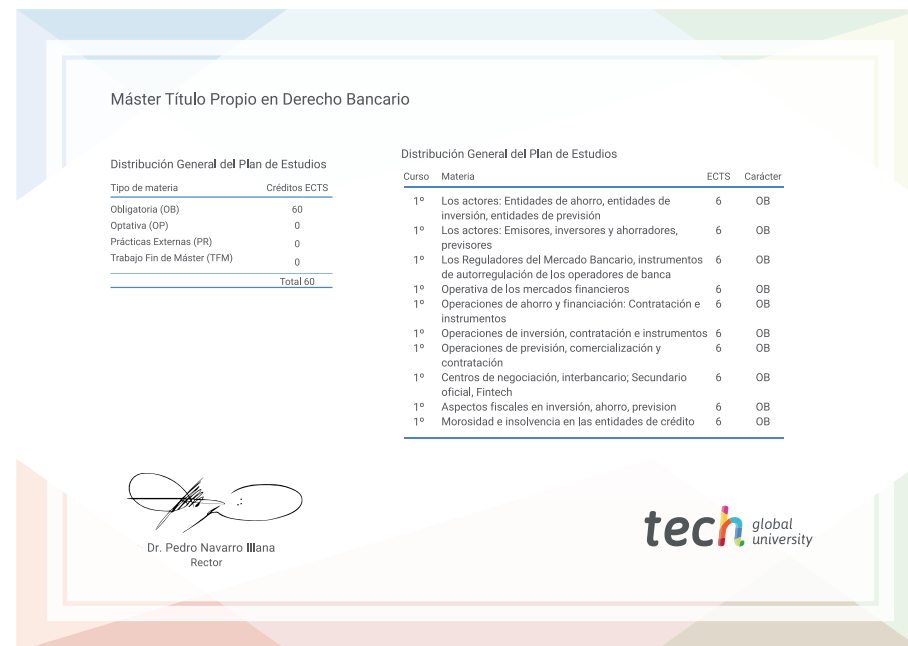 Máster Título Propio en Derecho Bancario
Distribución General del Plan de Estudios
Tipo de materia Créditos ECTS
Obligatoria (OB) 60
Optativa (OP) 0
Prácticas Externas (PR) 0
Trabajo Fin de Máster (TFM) 0
Total 60
Distribución General del Plan de Estudios
Curso Materia ECTS Carácter
1º Los actores: Entidades de ahorro, entidades de 6 OB
inversión, entidades de previsión
1º Los actores: Emisores, inversores y ahorradores, 6 OB
previsores
1º Los Reguladores del Mercado Bancario, instrumentos 6 OB
de autorregulación de los operadores de banca
1º Operativa de los mercados financieros 6 OB
1º Operaciones de ahorro y financiación: Contratación e 6 OB
instrumentos
1º Operaciones de inversión, contratación e instrumentos 6 OB
1º Operaciones de previsión, comercialización y 6 OB
contratación
1º Centros de negociación, interbancario; Secundario 6 OB
oficial, Fintech
1º Aspectos fiscales en inversión, ahorro, prevision 6 OB
1º Morosidad e insolvencia en las entidades de crédito 6 OB
Dr. Pedro Navarro Illana
Rector
tech global
university